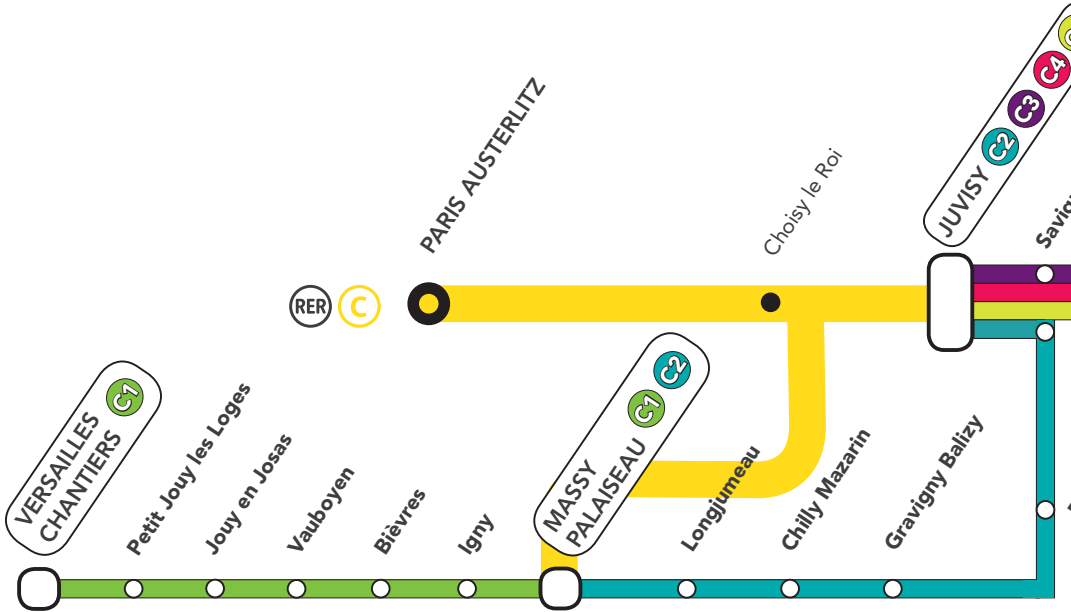 PARIS AUSTERLITZ
Choisy le Roi
JUVISY C2 C3 C4
RER C
VERSAILLES
CHANTIERS C1
Petit Jouy les Loges
Jouy en Josas
Vauboyen
Bièvres
Igny
MASSY
PALAISEAU C1 C2
Longjumeau
Chilly Mazarin
Gravigny Balizy